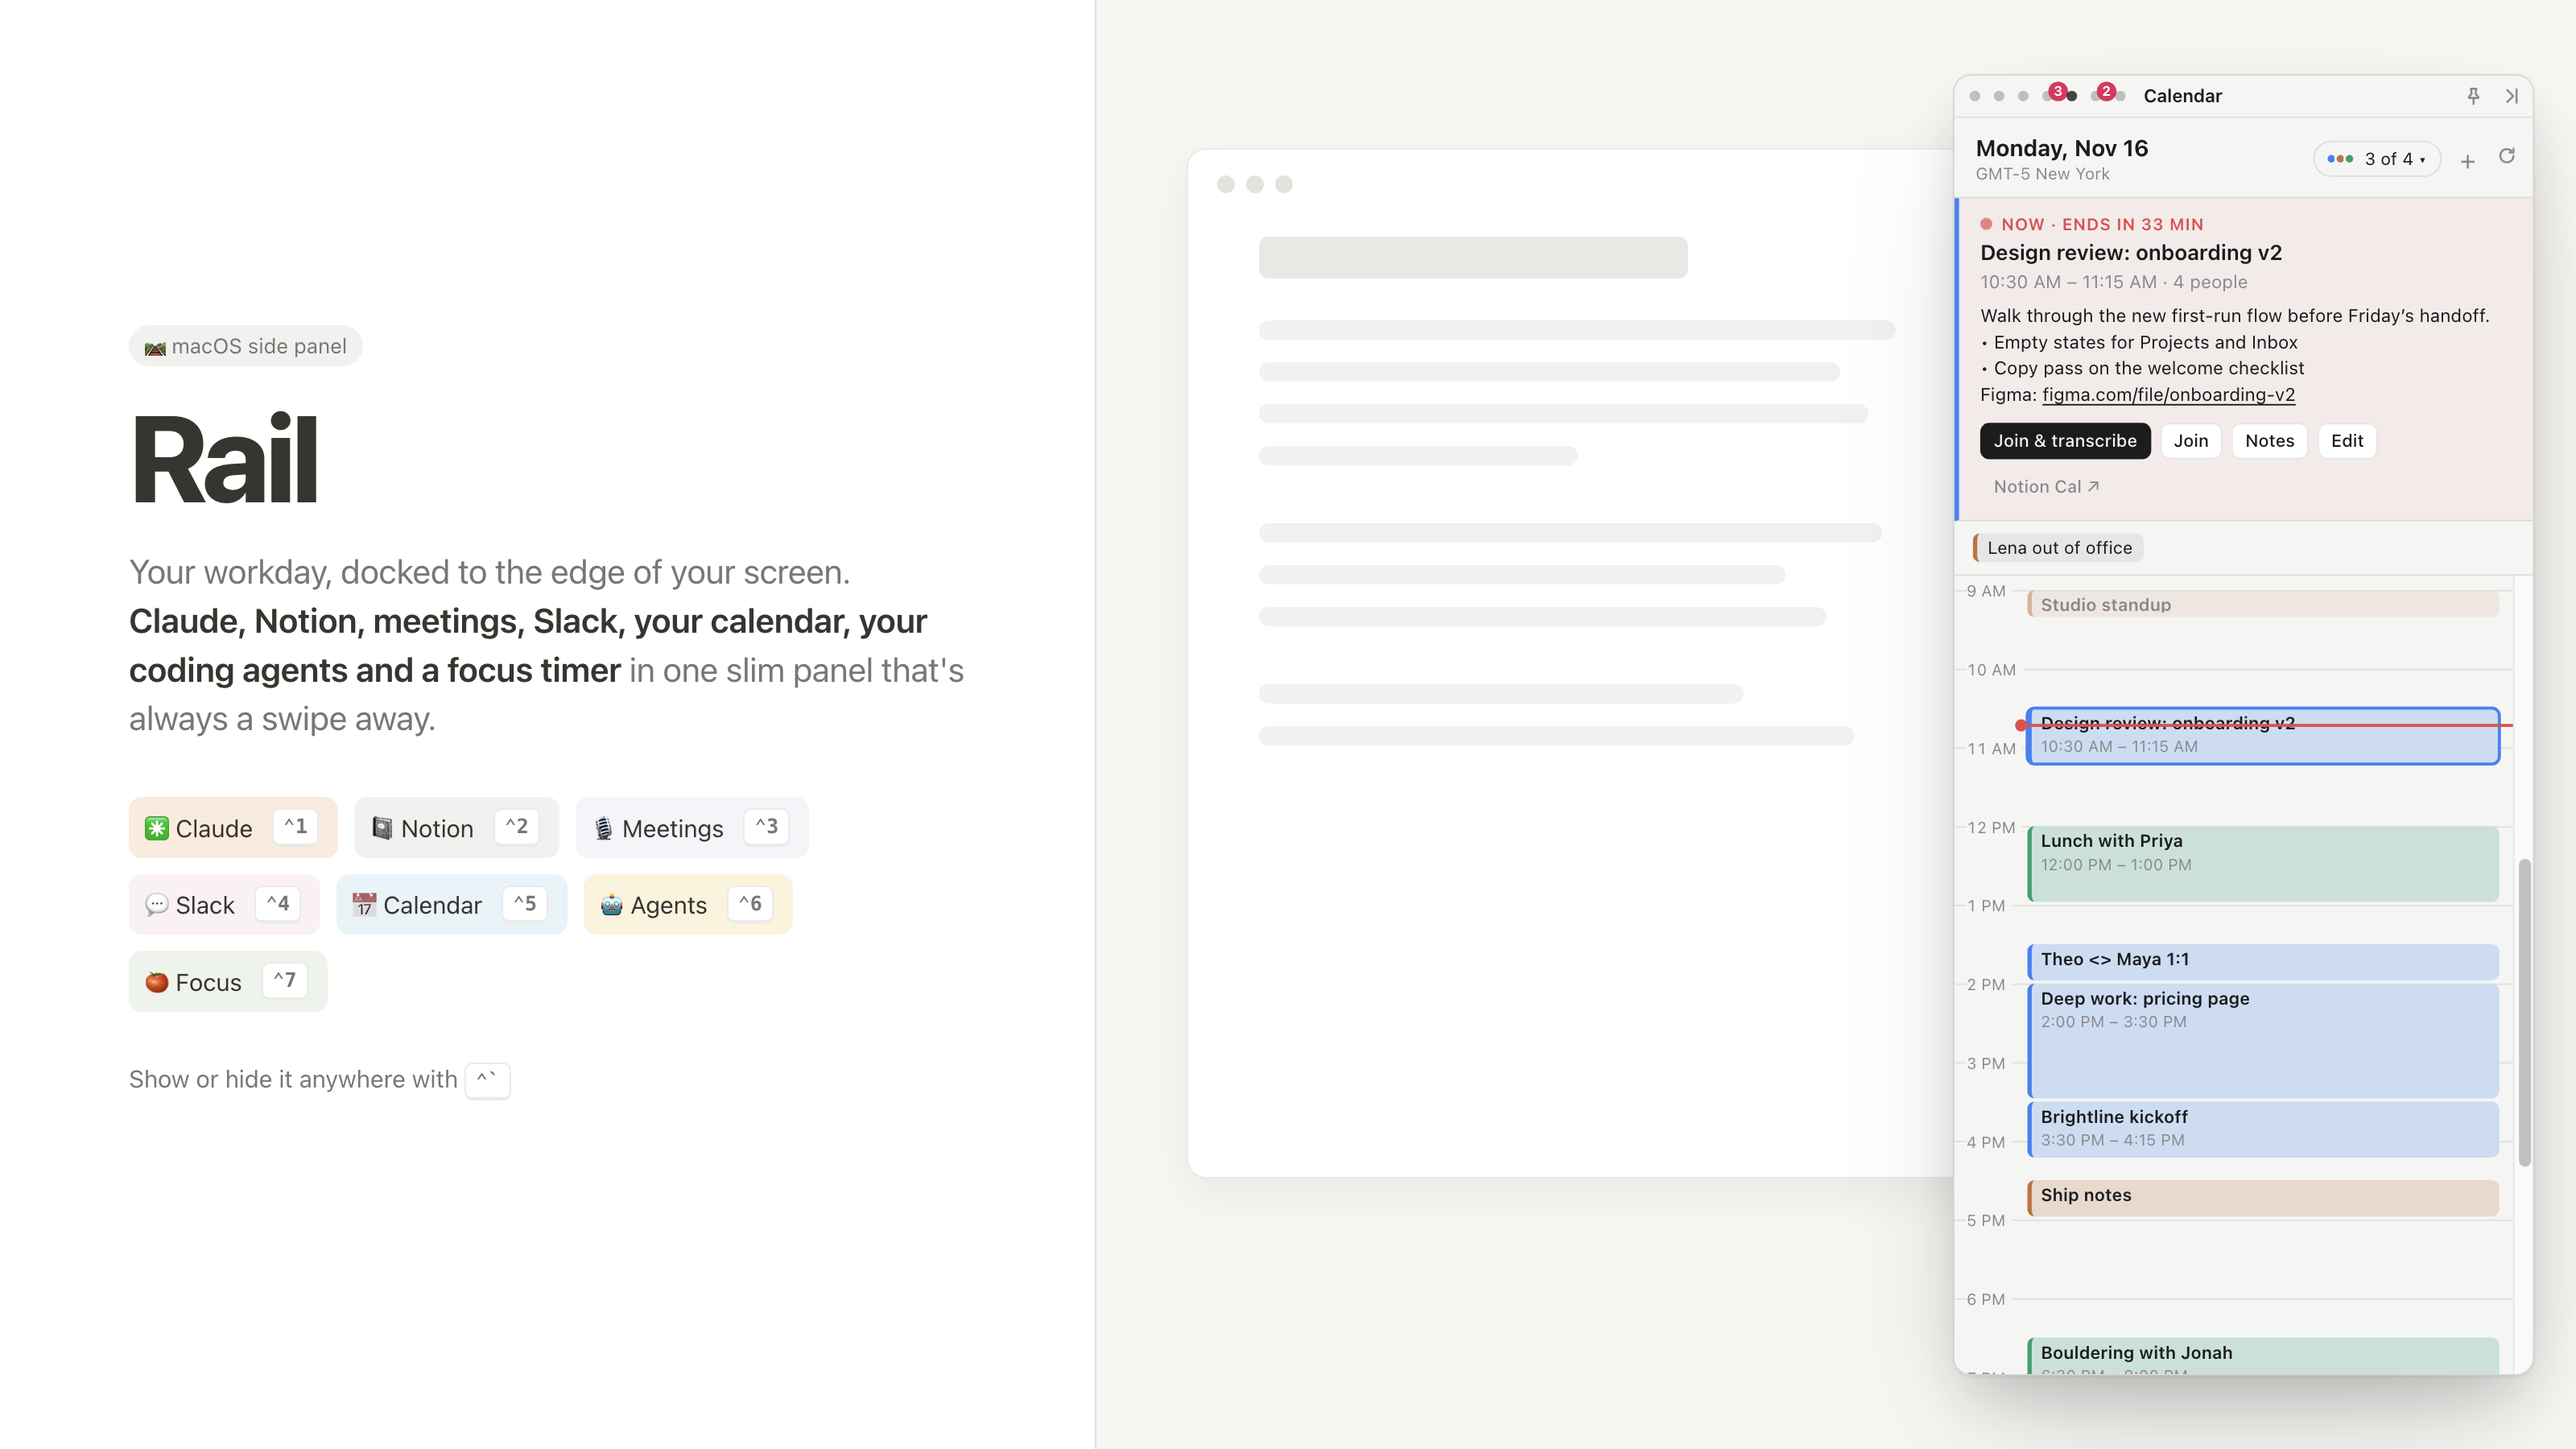 macOS side panel
Rail
Your workday, docked to the edge of your screen.
Claude, Notion, meetings, Slack, your calendar, your
coding agents and a focus timer in one slim panel that's
always a swipe away.
Claude ^1 Notion ^2 Meetings ^3
Slack ^4 Calendar ^5 Agents ^6
Focus ^7
Show or hide it anywhere with ^`
3 2 Calendar
Monday, Nov 16
GMT-5 New York
3 of 4
NOW · ENDS IN 33 MIN
Design review: onboarding v2
10:30 AM – 11:15 AM · 4 people
Walk through the new first-run flow before Friday’s handoff.
• Empty states for Projects and Inbox
• Copy pass on the welcome checklist
Figma: figma.com/file/onboarding-v2
Join & transcribe Join Notes Edit
Notion Cal ↗
Lena out of office
9 AM
Studio standup
10 AM
Design review: onboarding v2
10:30 AM – 11:15 AM
11 AM
12 PM
Lunch with Priya
12:00 PM – 1:00 PM
1 PM
Theo <> Maya 1:1
2 PM
Deep work: pricing page
2:00 PM – 3:30 PM
3 PM
Brightline kickoff
3:30 PM – 4:15 PM
4 PM
Ship notes
5 PM
6 PM
Bouldering with Jonah